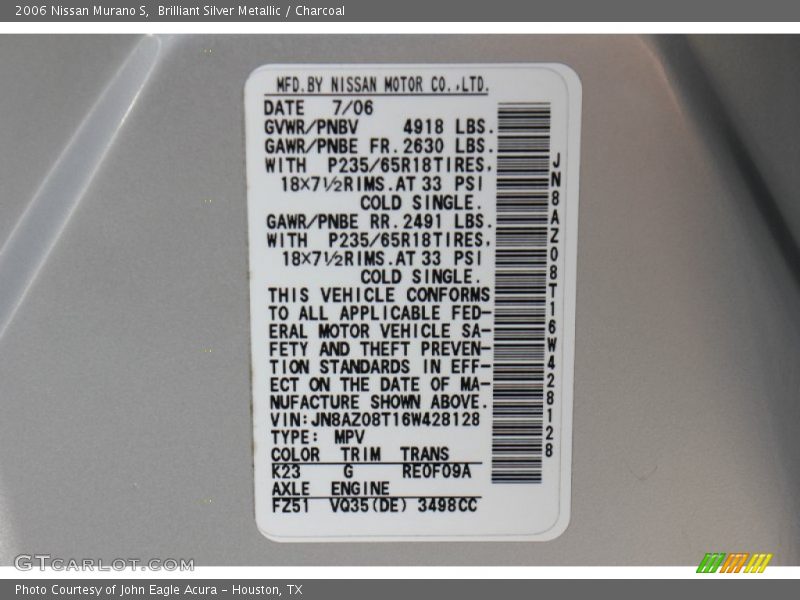 2006 Nissan Murano S,  Brilliant Silver Metallic / Charcoal
MFD.BY NISSAN MOTOR CO.,LTD.
DATE 7/06
GVWR/PNBV 4918 LBS.
GAWR/PNBE FR. 2630 LBS.
WITH P235/65R18TIRES.
18×7½RIMS.AT 33 PSI
COLD SINGLE.
GAWR/PNBE RR. 2491 LBS.
WITH P235/65R18TIRES.
18×7½RIMS.AT 33 PSI
COLD SINGLE.
THIS VEHICLE CONFORMS
TO ALL APPLICABLE FED-
ERAL MOTOR VEHICLE SA-
FETY AND THEFT PREVEN-
TION STANDARDS IN EFF-
ECT ON THE DATE OF MA-
NUFACTURE SHOWN ABOVE.
VIN:JN8AZ08T16W428128
TYPE: MPV
COLOR TRIM TRANS
K23 G RE0F09A
AXLE ENGINE
FZ51 VQ35(DE) 3498CC
JN8AZ08T16W428128
GTCarLot.com
Photo Courtesy of John Eagle Acura - Houston, TX